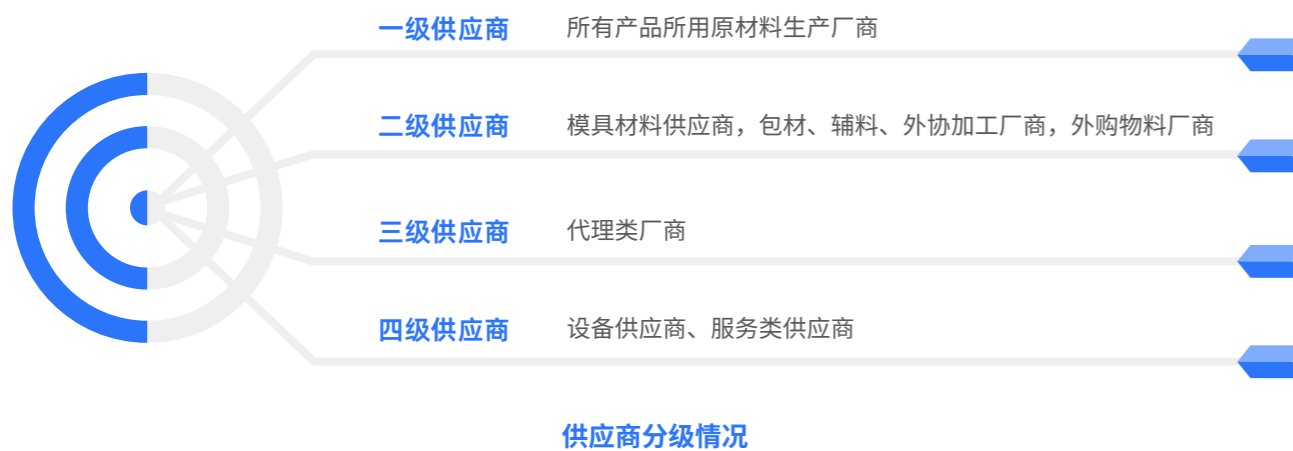 一级供应商 所有产品所用原材料生产厂商
二级供应商 模具材料供应商，包材、辅料、外协加工厂商，外购物料厂商
三级供应商 代理类厂商
四级供应商 设备供应商、服务类供应商
供应商分级情况